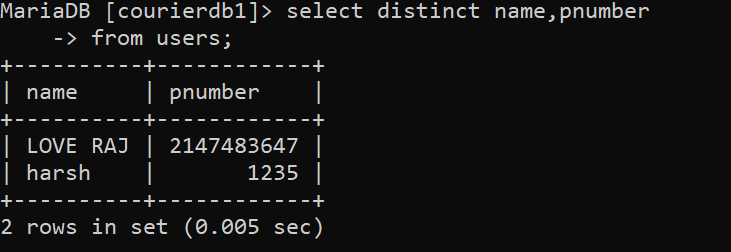 MariaDB [courierdb1]> select distinct name,pnumber
    -> from users;
+----------+------------+
| name     | pnumber    |
+----------+------------+
| LOVE RAJ | 2147483647 |
| harsh    |       1235 |
+----------+------------+
2 rows in set (0.005 sec)